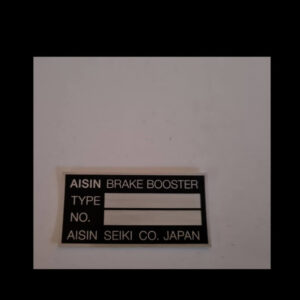 AISIN BRAKE BOOSTER
TYPE
NO.
AISIN SEIKI CO. JAPAN